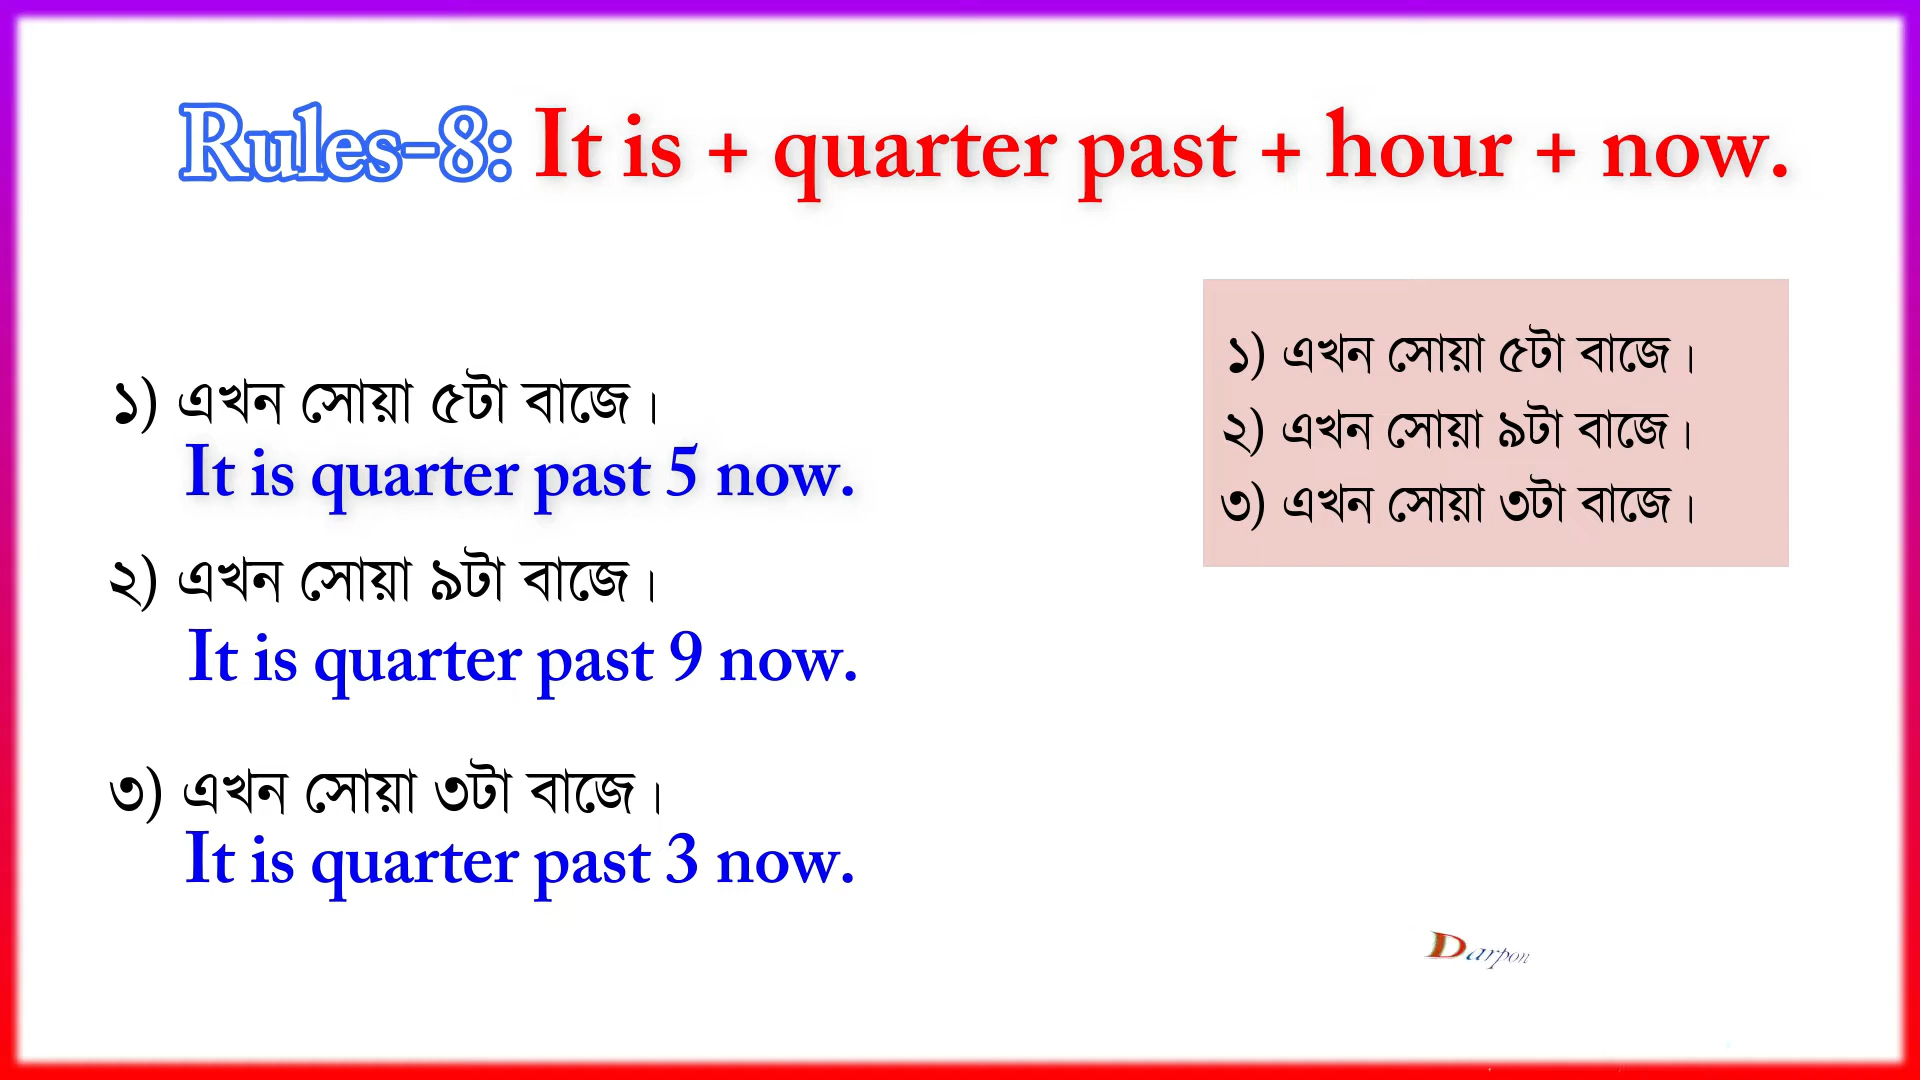 Rules-8: It is + quarter past + hour + now.
১) এখন সোয়া ৫টা বাজে।
It is quarter past 5 now.
২) এখন সোয়া ৯টা বাজে।
It is quarter past 9 now.
৩) এখন সোয়া ৩টা বাজে।
It is quarter past 3 now.
১) এখন সোয়া ৫টা বাজে।
২) এখন সোয়া ৯টা বাজে।
৩) এখন সোয়া ৩টা বাজে।
Darpon